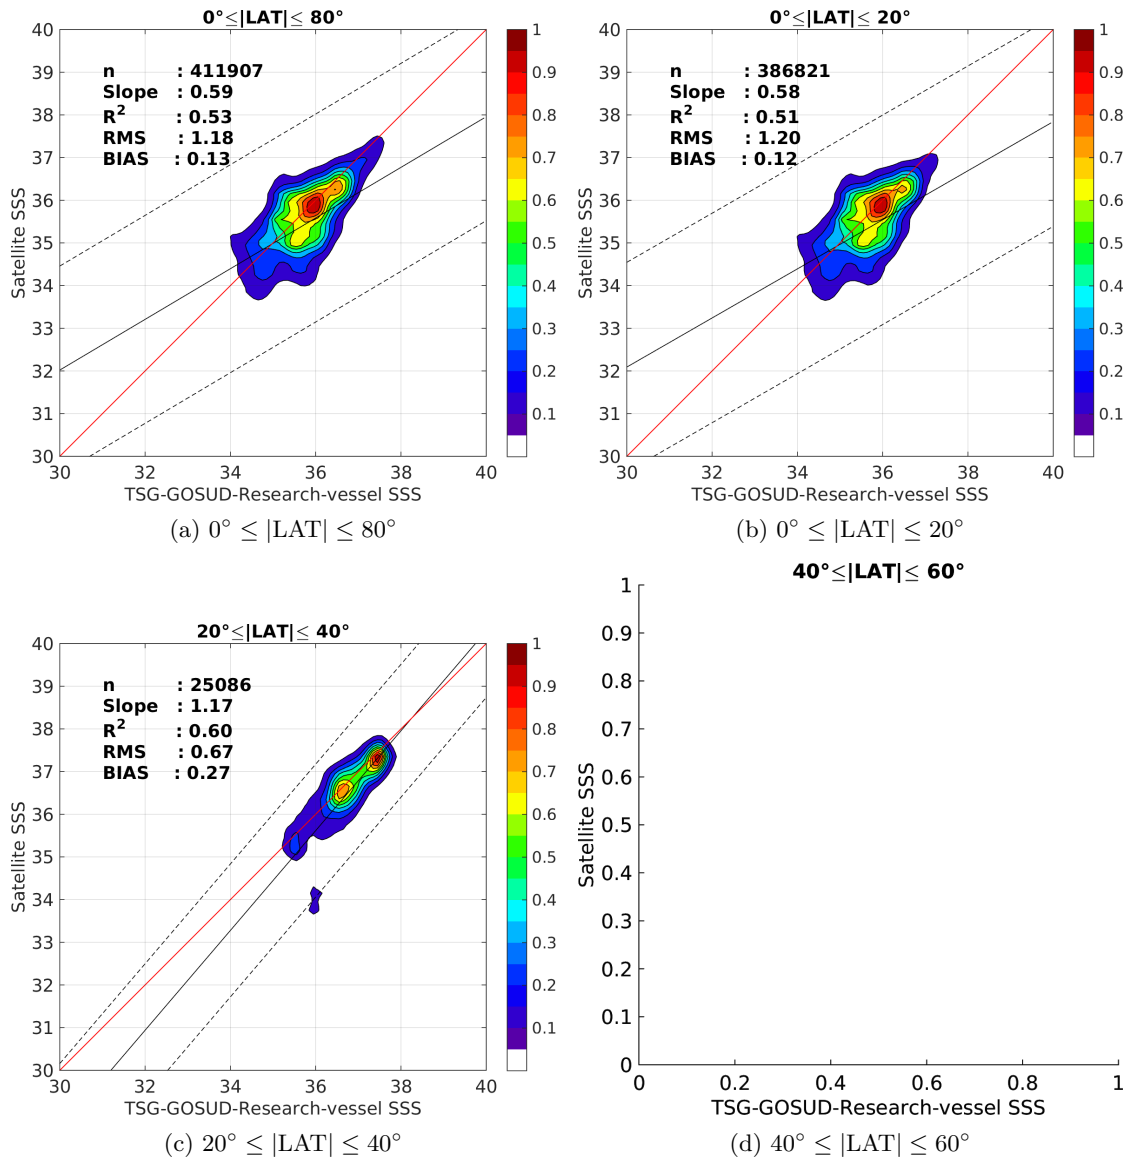 0°≤|LAT|≤ 80°
n : 411907
Slope : 0.59
R² : 0.53
RMS : 1.18
BIAS : 0.13
40
39
38
37
36
35
34
33
32
31
30
Satellite SSS
30 32 34 36 38 40
TSG-GOSUD-Research-vessel SSS
1
0.9
0.8
0.7
0.6
0.5
0.4
0.3
0.2
0.1
(a) 0° ≤ |LAT| ≤ 80°
0°≤|LAT|≤ 20°
n : 386821
Slope : 0.58
R² : 0.51
RMS : 1.20
BIAS : 0.12
40
39
38
37
36
35
34
33
32
31
30
Satellite SSS
30 32 34 36 38 40
TSG-GOSUD-Research-vessel SSS
1
0.9
0.8
0.7
0.6
0.5
0.4
0.3
0.2
0.1
(b) 0° ≤ |LAT| ≤ 20°
20°≤|LAT|≤ 40°
n : 25086
Slope : 1.17
R² : 0.60
RMS : 0.67
BIAS : 0.27
40
39
38
37
36
35
34
33
32
31
30
Satellite SSS
30 32 34 36 38 40
TSG-GOSUD-Research-vessel SSS
1
0.9
0.8
0.7
0.6
0.5
0.4
0.3
0.2
0.1
(c) 20° ≤ |LAT| ≤ 40°
40°≤|LAT|≤ 60°
1
0.9
0.8
0.7
0.6
0.5
0.4
0.3
0.2
0.1
0
Satellite SSS
0 0.2 0.4 0.6 0.8 1
TSG-GOSUD-Research-vessel SSS
(d) 40° ≤ |LAT| ≤ 60°